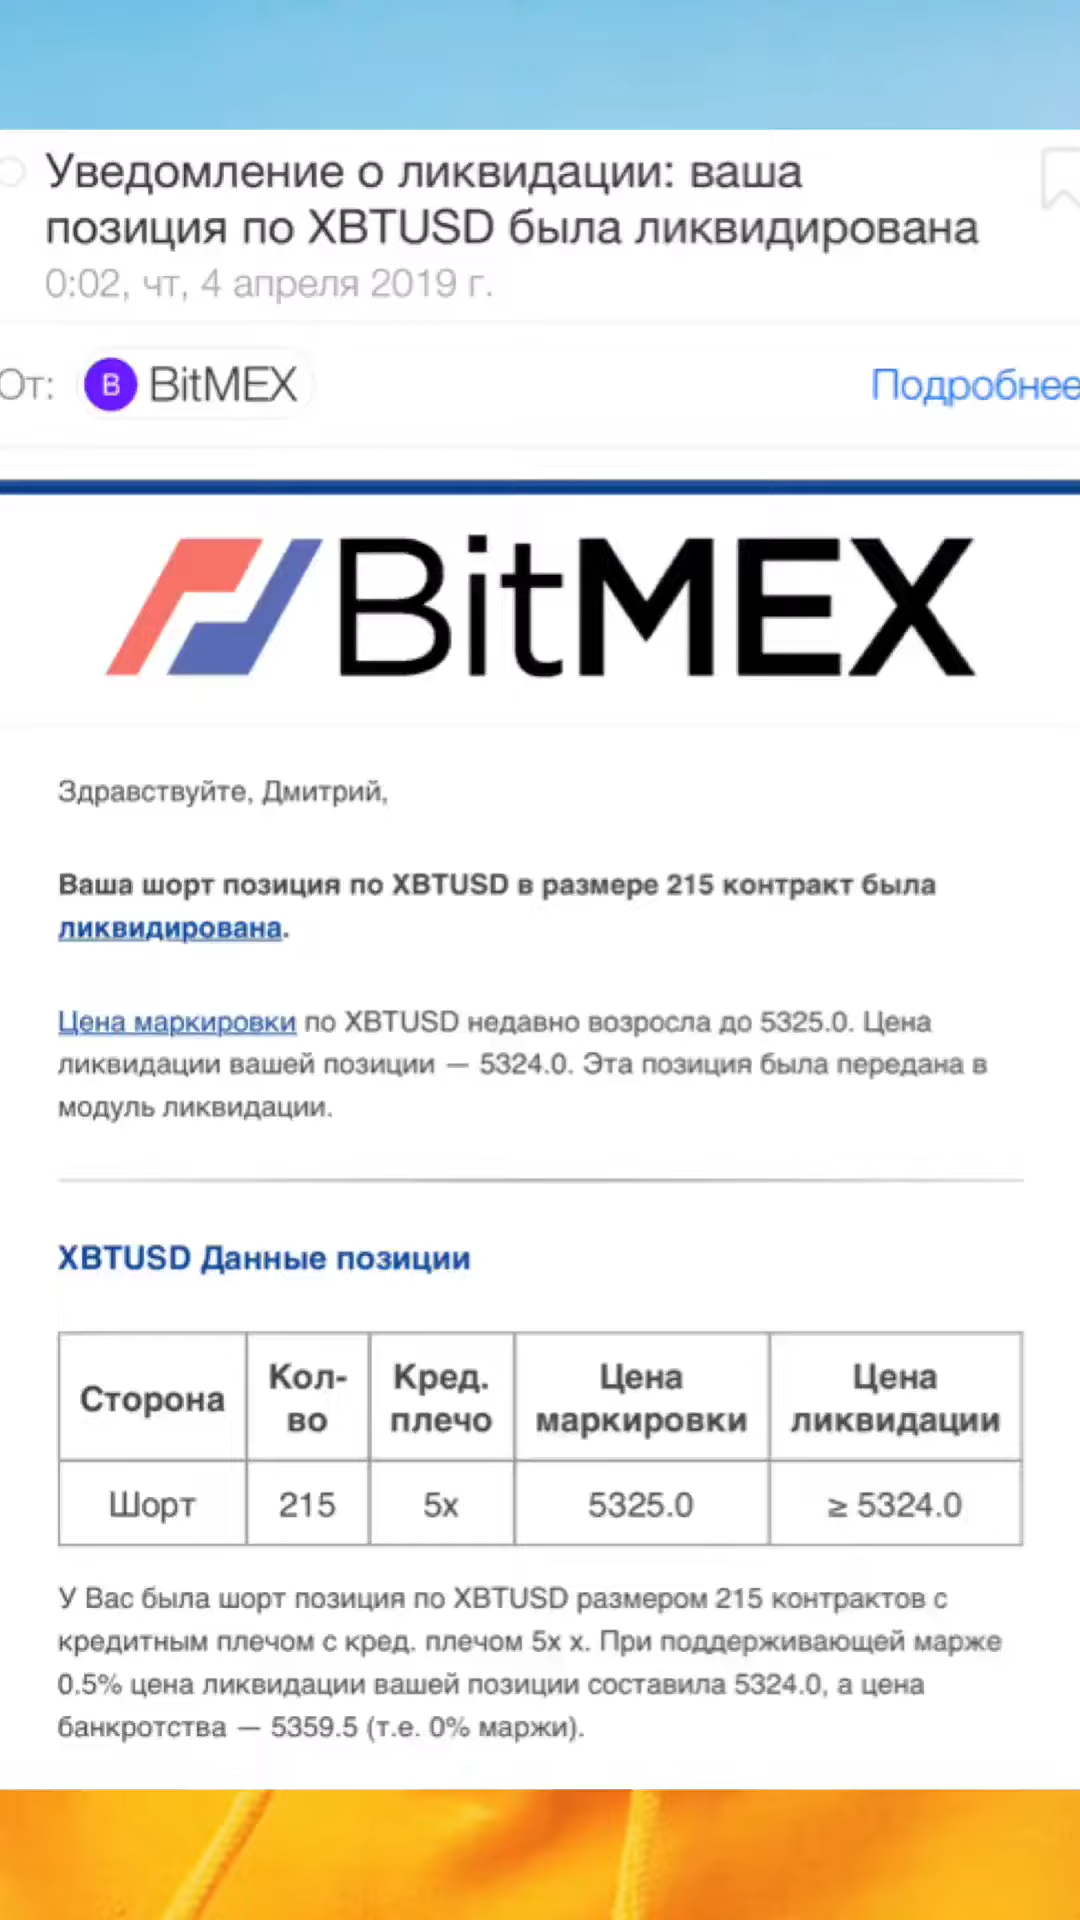 Уведомление о ликвидации: ваша
позиция по XBTUSD была ликвидирована
0:02, чт, 4 апреля 2019 г.
От: B BitMEX Подробнее
BitMEX
Здравствуйте, Дмитрий,
Ваша шорт позиция по XBTUSD в размере 215 контракт была
ликвидирована.
Цена маркировки по XBTUSD недавно возросла до 5325.0. Цена
ликвидации вашей позиции — 5324.0. Эта позиция была передана в
модуль ликвидации.
XBTUSD Данные позиции
Сторона Кол-во Кред. плечо Цена маркировки Цена ликвидации
Шорт 215 5x 5325.0 ≥ 5324.0
У Вас была шорт позиция по XBTUSD размером 215 контрактов с
кредитным плечом с кред. плечом 5x x. При поддерживающей марже
0.5% цена ликвидации вашей позиции составила 5324.0, а цена
банкротства — 5359.5 (т.е. 0% маржи).